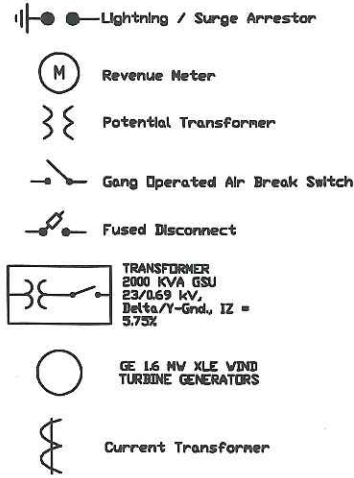 Lightning / Surge Arrestor
M
Revenue Meter
Potential Transformer
Gang Operated Air Break Switch
Fused Disconnect
TRANSFORMER
2000 KVA GSU
23/0.69 kV,
Delta/Y-Gnd., IZ =
5.75%
GE 1.6 MW XLE WIND
TURBINE GENERATORS
Current Transformer